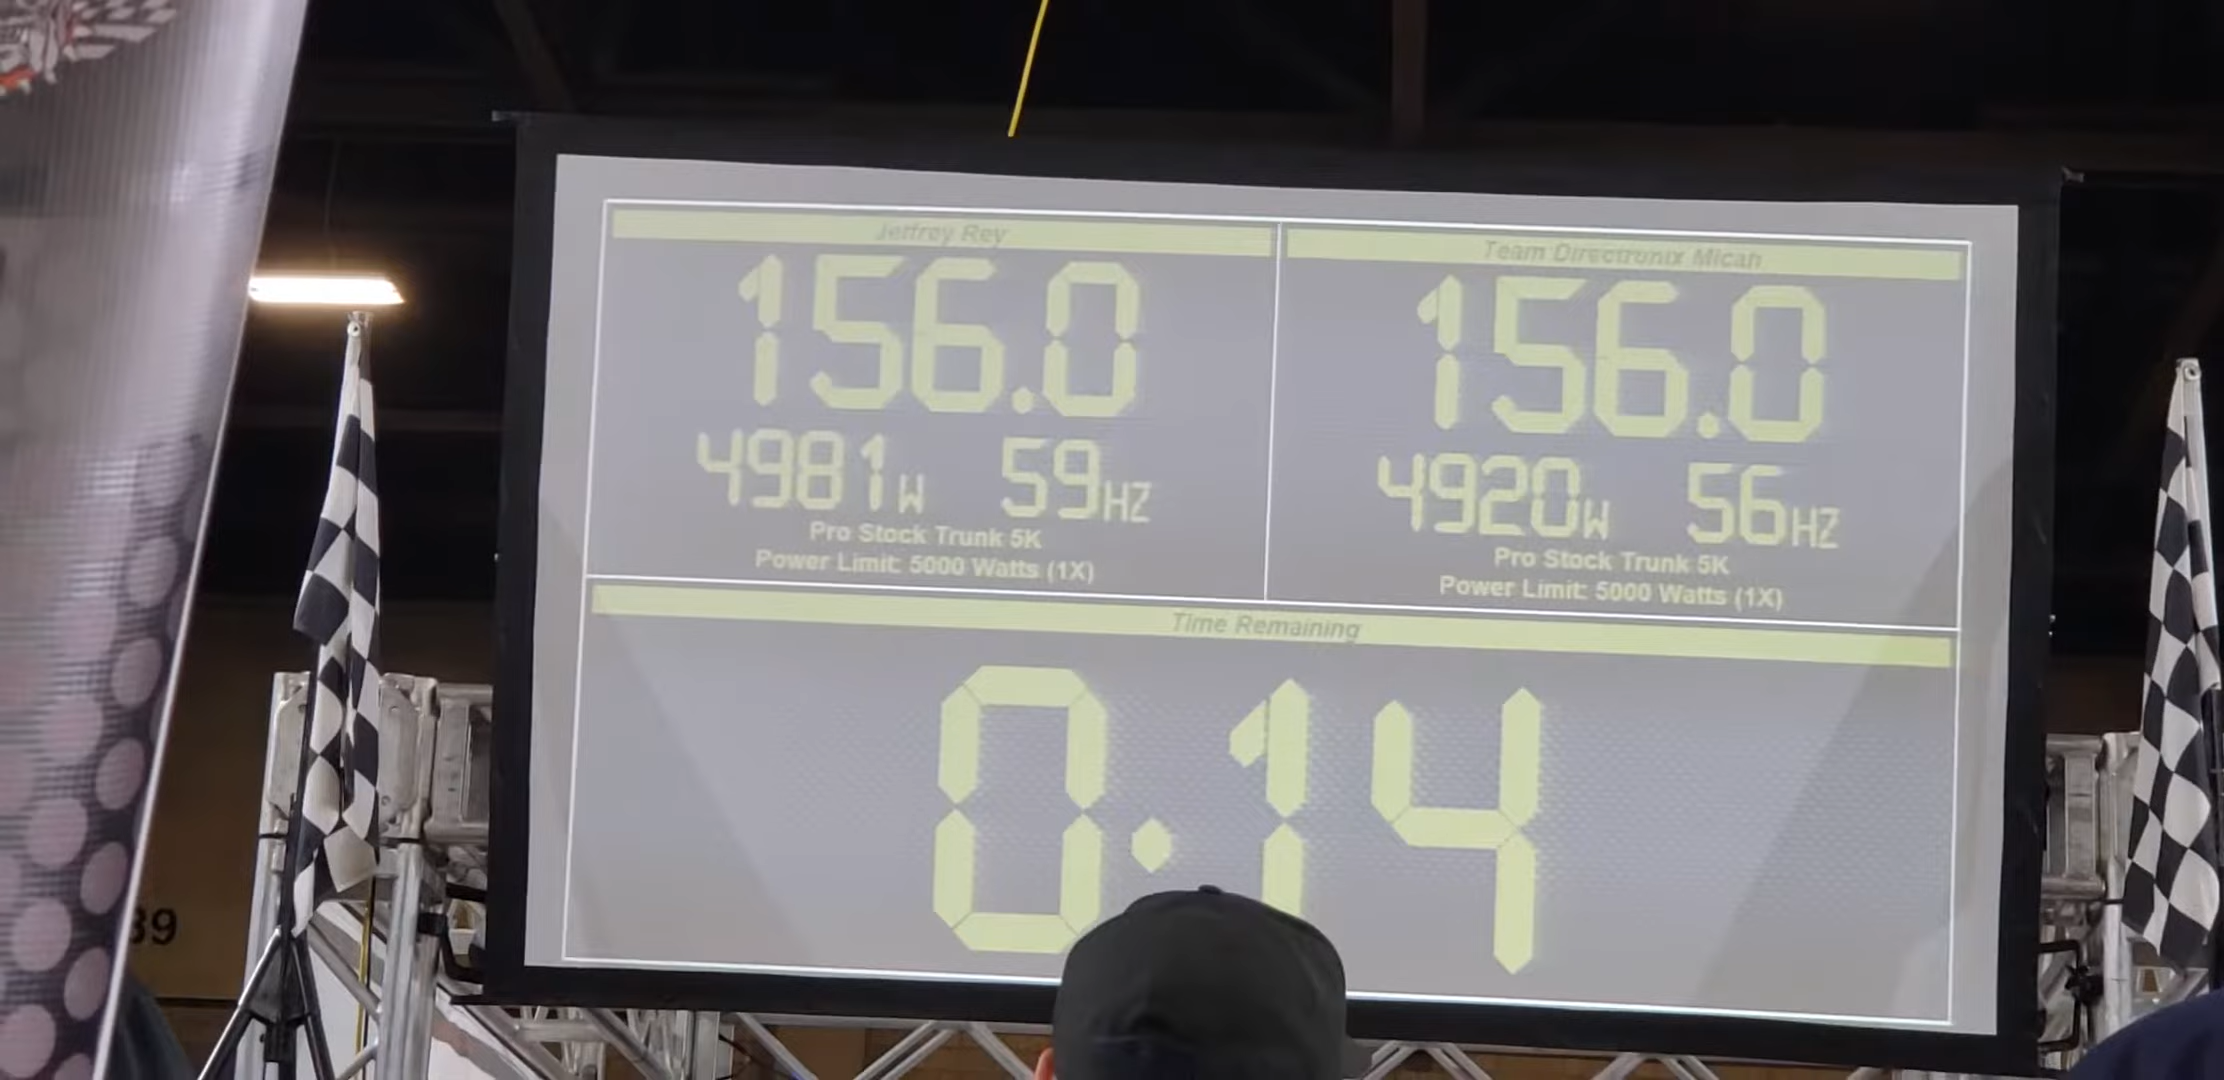 Jeffrey Rey
156.0
4981W 59HZ
Pro Stock Trunk 5K
Power Limit: 5000 Watts (1X)
Team Directronix Micah
156.0
4920W 56HZ
Pro Stock Trunk 5K
Power Limit: 5000 Watts (1X)
Time Remaining
0:14
39